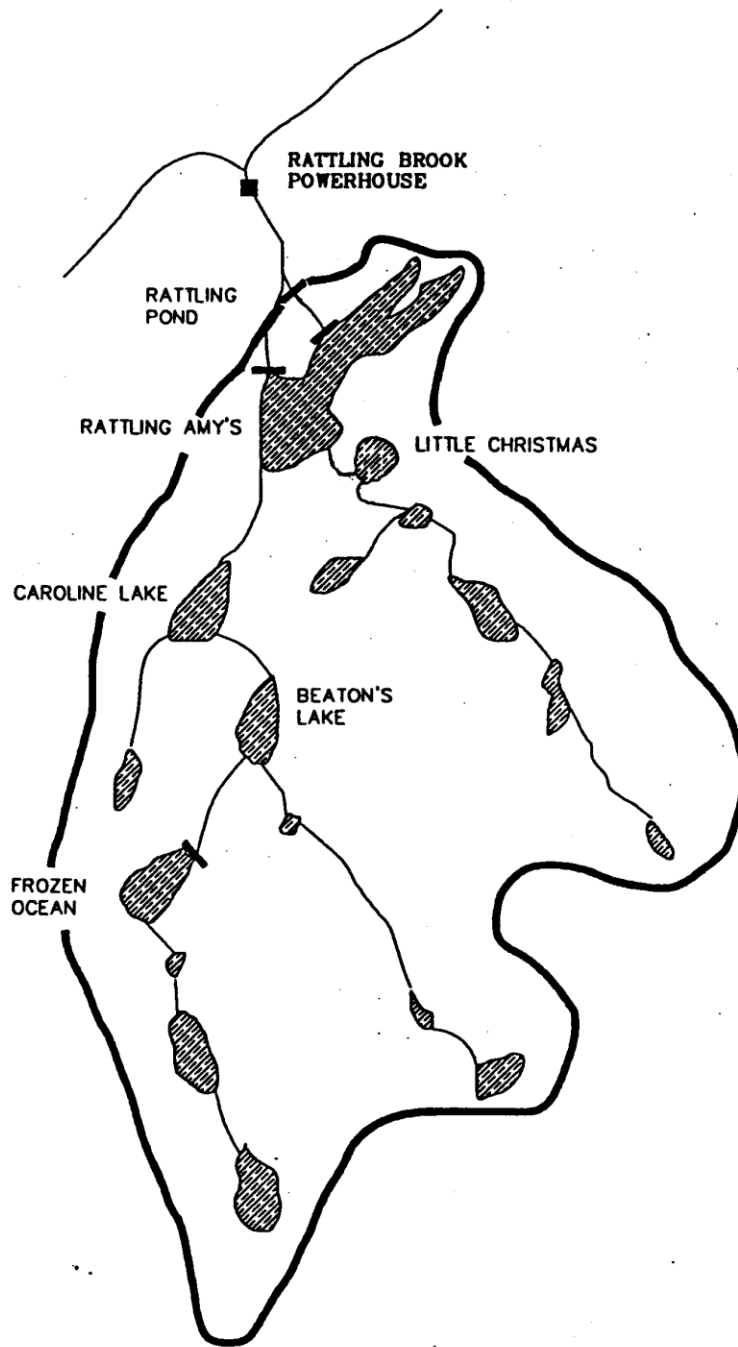 RATTLING BROOK
POWERHOUSE
RATTLING
POND
RATTLING AMY'S
LITTLE CHRISTMAS
CAROLINE LAKE
BEATON'S
LAKE
FROZEN
OCEAN